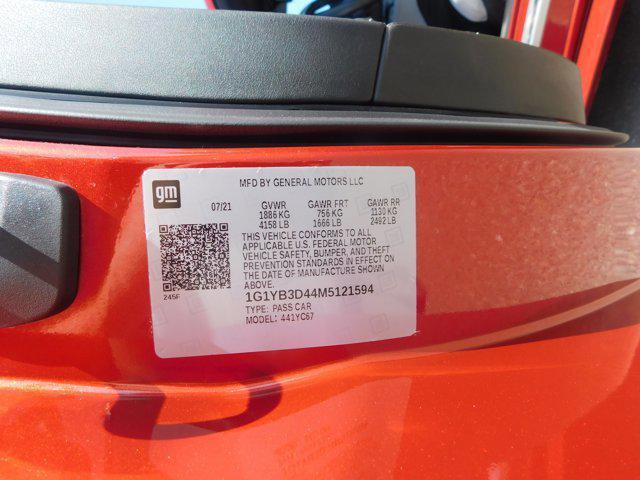 gm
MFD BY GENERAL MOTORS LLC
07/21
GVWR GAWR FRT GAWR RR
1886 KG 756 KG 1130 KG
4158 LB 1666 LB 2492 LB
THIS VEHICLE CONFORMS TO ALL
APPLICABLE U.S. FEDERAL MOTOR
VEHICLE SAFETY, BUMPER, AND THEFT
PREVENTION STANDARDS IN EFFECT ON
THE DATE OF MANUFACTURE SHOWN
ABOVE.
245F
1G1YB3D44M5121594
TYPE: PASS CAR
MODEL: 441YC67